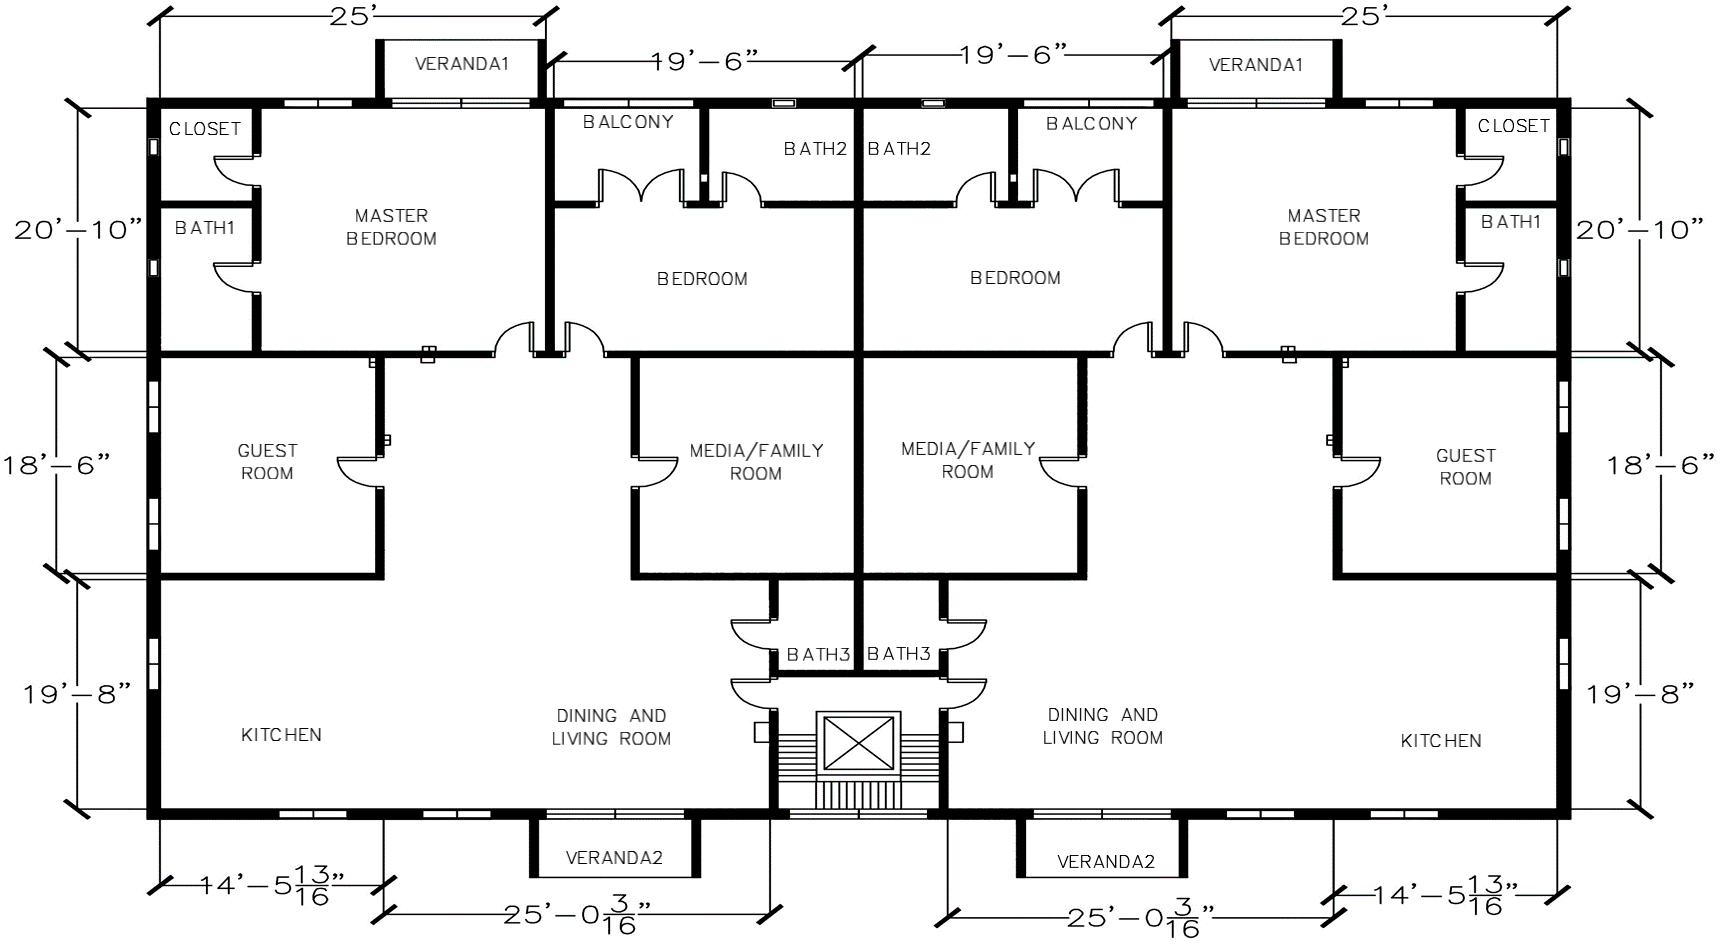 25'
25'
19'-6"
19'-6"
VERANDA1
VERANDA1
CLOSET
BALCONY
BATH2
BATH2
BALCONY
CLOSET
20'-10"
BATH1
MASTER
BEDROOM
BEDROOM
BEDROOM
MASTER
BEDROOM
BATH1
20'-10"
18'-6"
GUEST
ROOM
MEDIA/FAMILY
ROOM
MEDIA/FAMILY
ROOM
GUEST
ROOM
18'-6"
19'-8"
BATH3
BATH3
19'-8"
KITCHEN
DINING AND
LIVING ROOM
DINING AND
LIVING ROOM
KITCHEN
VERANDA2
VERANDA2
14'-5 13/16"
25'-0 3/16"
25'-0 3/16"
14'-5 13/16"